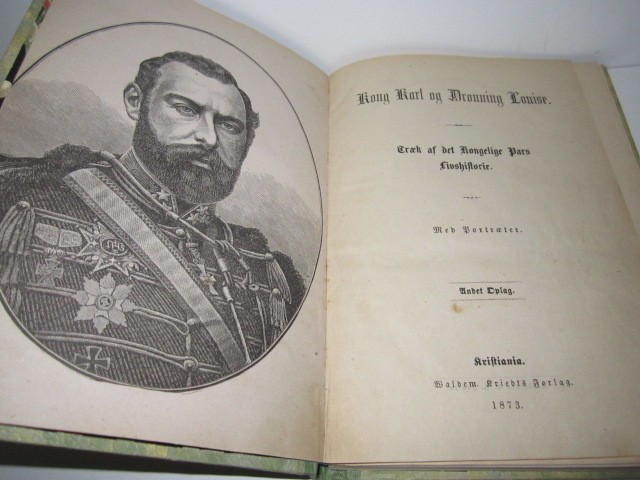 Kong Karl og Dronning Louise.
Træk af det Kongelige Pars
Livshistorie.
Med Portræter.
Andet Oplag.
Kristiania.
Waldem. Kriedts Forlag.
1873.